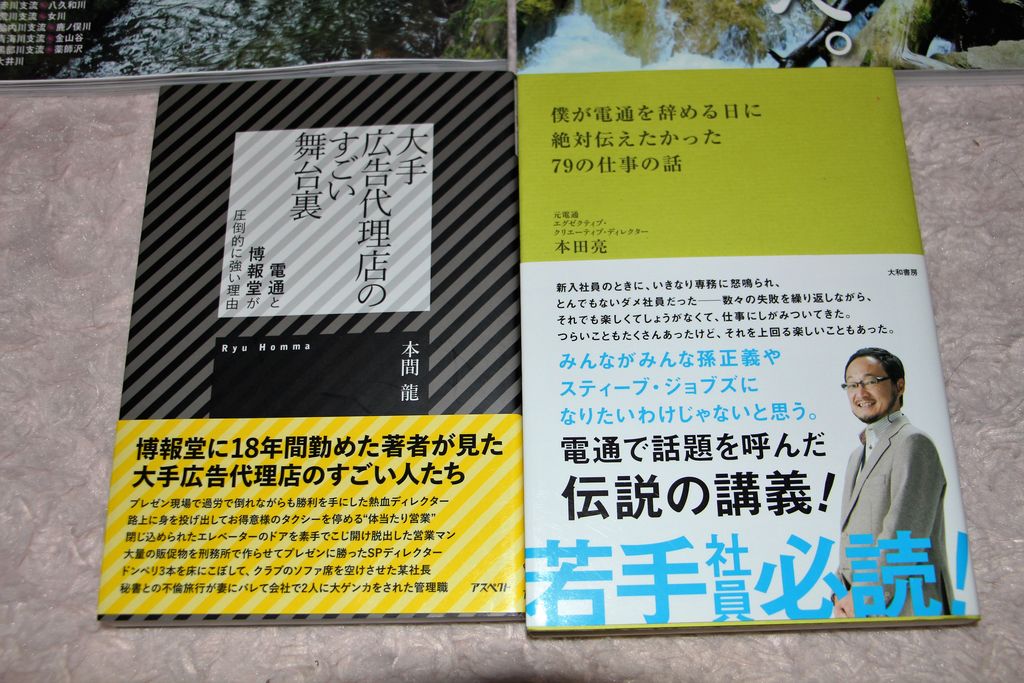 八久和川
女川
鹿ノ俣川
金山谷
薬師沢
大井川
大手
広告代理店の
すごい
舞台裏
電通と
博報堂が
圧倒的に強い理由
Ryu Homma
本間 龍
博報堂に18年間勤めた著者が見た
大手広告代理店のすごい人たち
プレゼン現場で過労で倒れながらも勝利を手にした熱血ディレクター
路上に身を投げ出してお得意様のタクシーを停める“体当たり営業”
閉じ込められたエレベーターのドアを素手でこじ開け脱出した営業マン
大量の販促物を刑務所で作らせてプレゼンに勝ったSPディレクター
ドンペリ3本を床にこぼして、クラブのソファ席を空けさせた某社長
秘書との不倫旅行が妻にバレて会社で2人に大ゲンカをされた管理職
アスペクト
僕が電通を辞める日に
絶対伝えたかった
79の仕事の話
元電通
エグゼクティブ・
クリエーティブ・ディレクター
本田亮
大和書房
新入社員のときに、いきなり専務に怒鳴られ、
とんでもないダメ社員だった――数々の失敗を繰り返しながら、
それでも楽しくてしょうがなくて、仕事にしがみついてきた。
つらいこともたくさんあったけど、それを上回る楽しいこともあった。
みんながみんな孫正義や
スティーブ・ジョブズに
なりたいわけじゃないと思う。
電通で話題を呼んだ
伝説の講義!
若手社員必読!